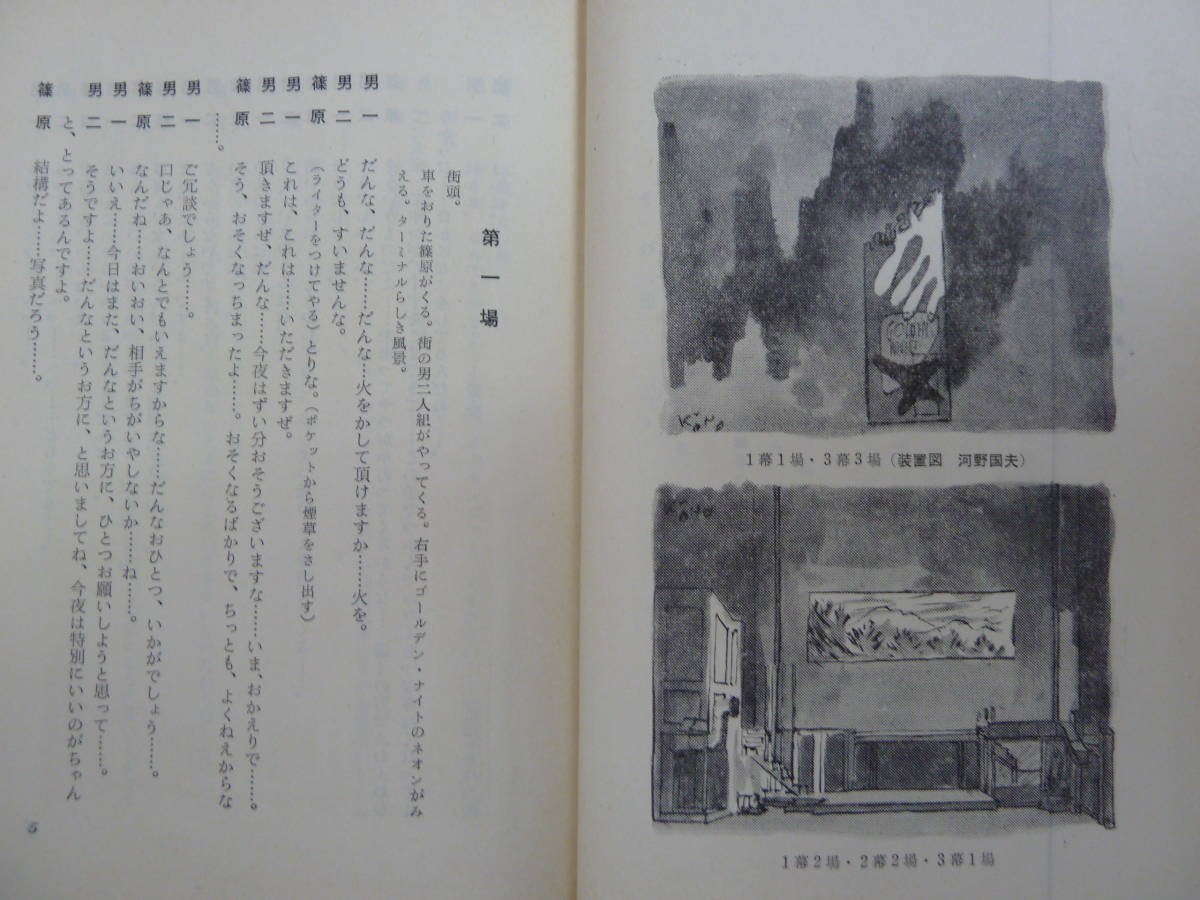 1幕1場・3幕3場(装置図 河野国夫)
1幕2場・2幕2場・3幕1場
第一場
街頭。
車をおりた篠原がくる。街の男二人組がやってくる。右手にゴールデン・ナイトのネオンがみ
える。ターミナルらしき風景。
男一 だんな、だんな……だんな……火をかして頂けますか……火を。
男二 どうも、すいませんな。
篠原 (ライターをつけてやる)とりな。(ポケットから煙草をさし出す)
男一 これは、これは……いただきますぜ。
男二 頂きますぜ、だんな……今夜はずい分おそうございますな……いま、おかえりで……。
篠原 そう、おそくなっちまったよ……。おそくなるばかりで、ちっとも、よくねえからな
……。
男一 ご冗談でしょう……。
男二 口じゃあ、なんとでもいえますからな……だんなおひとつ、いかがでしょう……。
篠原 なんだね……おいおい、相手がちがいやしないか……ね……。
男一 いいえ……今日はまた、だんなというお方に、ひとつお願いしようと思って……。
男二 そうですよ……だんなというお方に、と思いましてね、今夜は特別にいいのがちゃん
と、とってあるんですよ。
篠原 結構だよ……写真だろう……。
5